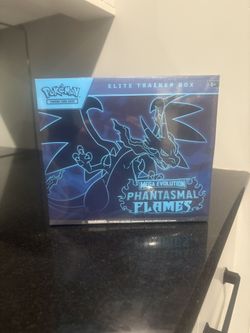 POKÉMON
TRADING CARD GAME
ELITE TRAINER BOX
MEGA EVOLUTION
PHANTASMAL
FLAMES